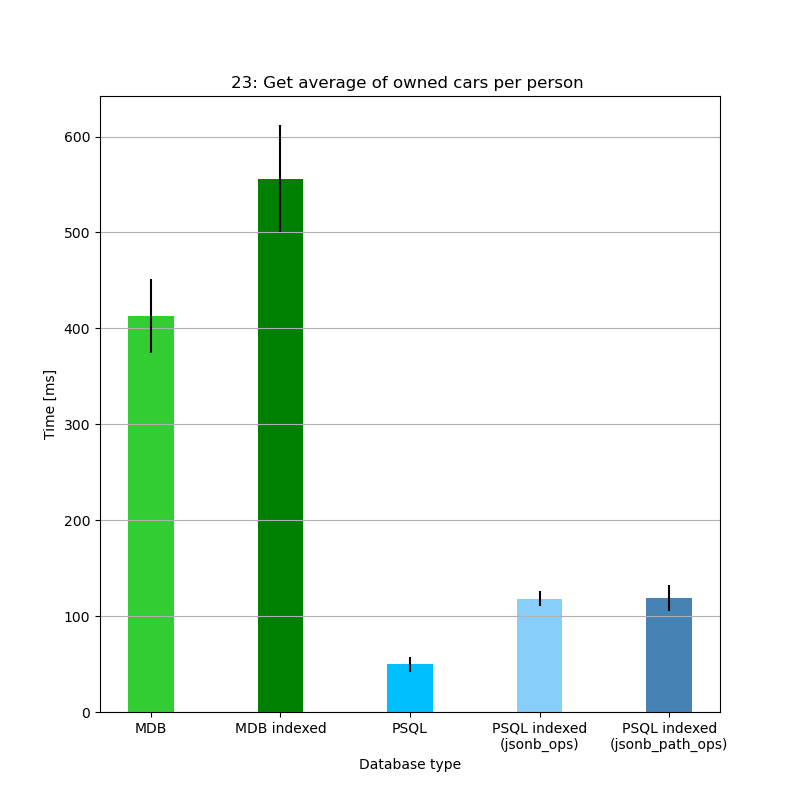 23: Get average of owned cars per person
Time [ms]
600
500
400
300
200
100
0
MDB
MDB indexed
PSQL
PSQL indexed
(jsonb_ops)
PSQL indexed
(jsonb_path_ops)
Database type